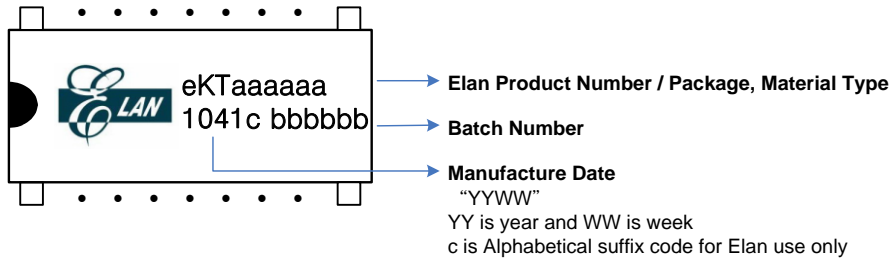 ELAN
eKTaaaaaa
1041c bbbbbb
Elan Product Number / Package, Material Type
Batch Number
Manufacture Date
“YYWW”
YY is year and WW is week
c is Alphabetical suffix code for Elan use only